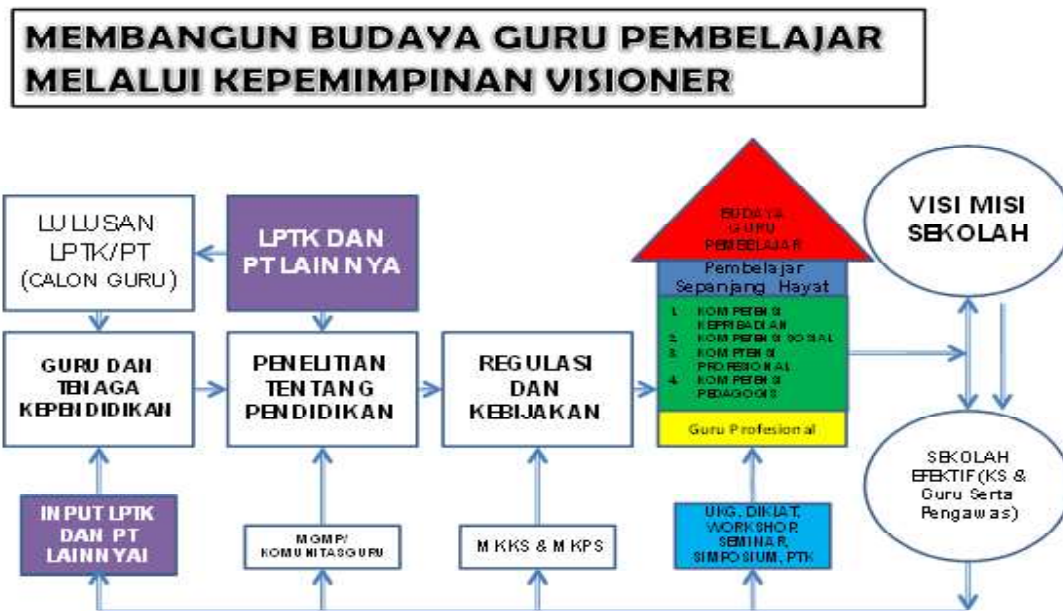 MEMBANGUN BUDAYA GURU PEMBELAJAR
MELALUI KEPEMIMPINAN VISIONER
LULUSAN
LPTK/PT
(CALON GURU)
LPTK DAN
PT LAINNYA
BUDAYA
GURU
PEMBELAJAR
Pembelajar
Sepanjang Hayat
1. KOMPETENSI
KEPRIBADIAN
2. KOMPETENSI SOSIAL
3. KOMPTENSI
PROFESIONAL
4. KOMPETENSI
PEDAGOGIS
Guru Profesional
VISI MISI
SEKOLAH
GURU DAN
TENAGA
KEPENDIDIKAN
PENELITIAN
TENTANG
PENDIDIKAN
REGULASI
DAN
KEBIJAKAN
SEKOLAH
EFEKTIF (KS &
Guru Serta
Pengawas)
INPUT LPTK
DAN PT
LAINNYAI
MGMP/
KOMUNITASGURU
MKKS & MKPS
UKG, DIKLAT,
WORKSHOP,
SEMINAR,
SIMPOSIUM, PTK